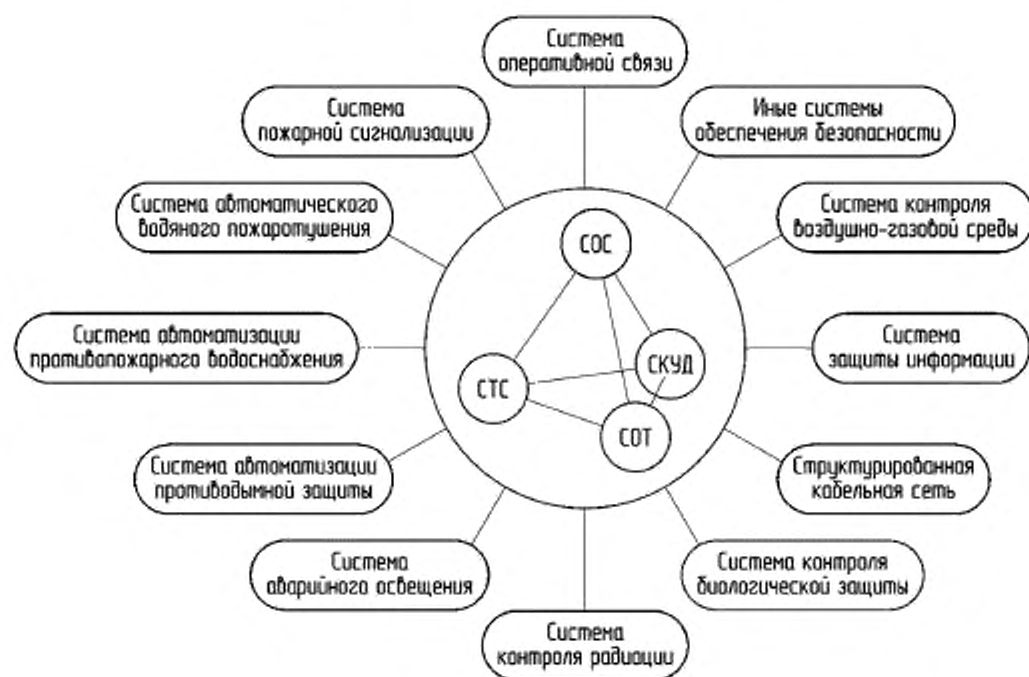 Система
оперативной связи
Система
пожарной сигнализации
Иные системы
обеспечения безопасности
Система автоматического
водяного пожаротушения
Система контроля
воздушно-газовой среды
СОС
Система автоматизации
противопожарного водоснабжения
Система
защиты информации
СКУД
СТС
СОТ
Система автоматизации
противодымной защиты
Структурированная
кабельная сеть
Система
аварийного освещения
Система контроля
биологической защиты
Система
контроля радиации